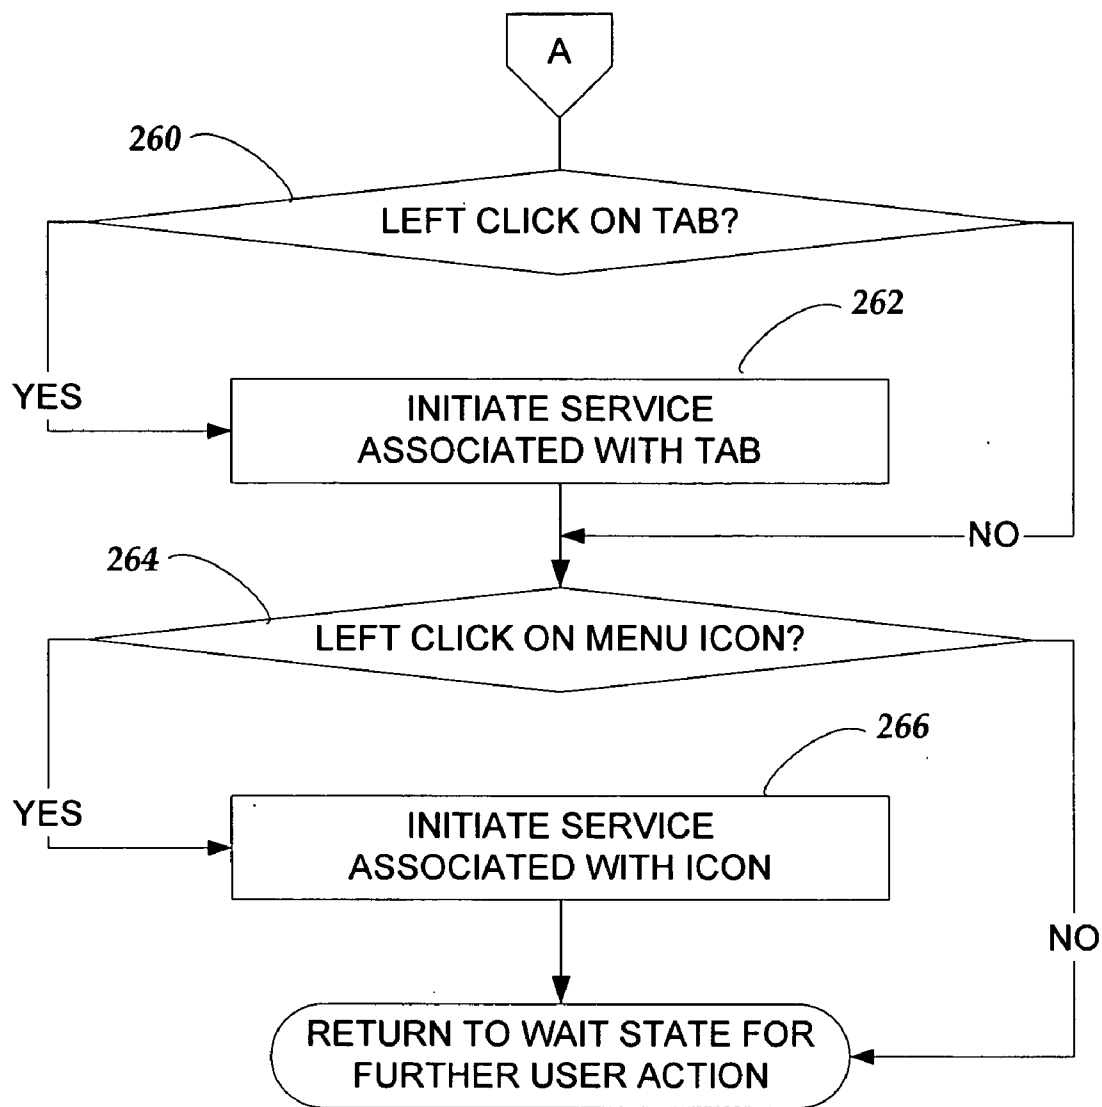 A
260
LEFT CLICK ON TAB?
262
YES
INITIATE SERVICE
ASSOCIATED WITH TAB
NO
264
LEFT CLICK ON MENU ICON?
266
YES
INITIATE SERVICE
ASSOCIATED WITH ICON
NO
RETURN TO WAIT STATE FOR
FURTHER USER ACTION